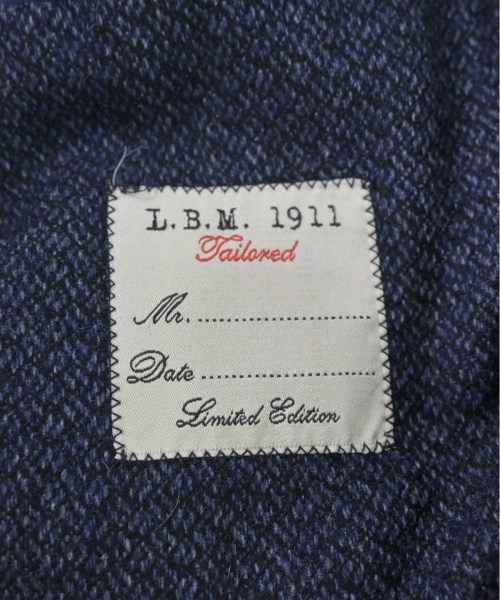 L.B.M. 1911
Tailored
Mr. ..............................
Date ..............................
Limited Edition